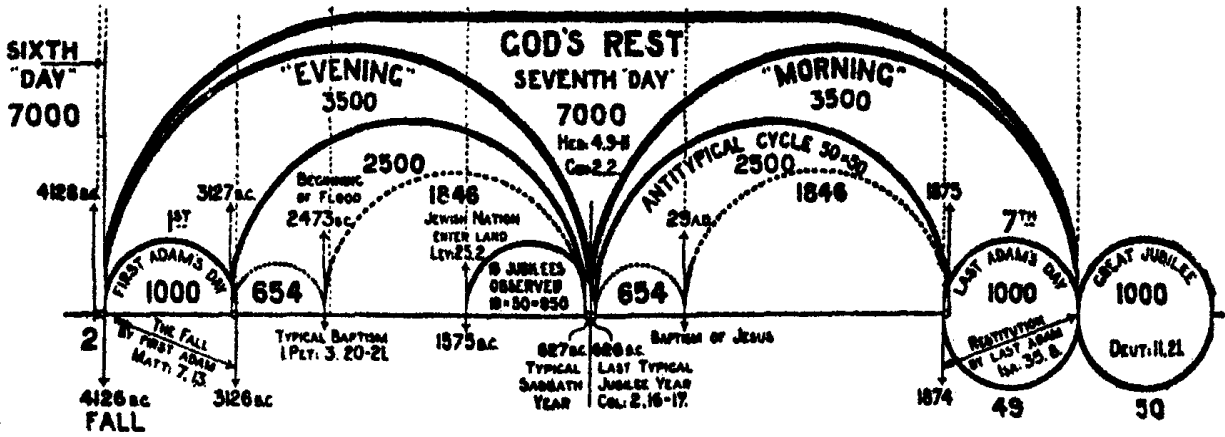 SIXTH
"DAY"
7000
GOD'S REST
SEVENTH "DAY"
7000
HEB: 4.9-11
GEN: 2.2.
"EVENING"
3500
"MORNING"
3500
2500
ANTITYPICAL CYCLE 50×50
2500
1846
1846
4128 B.C.
3127 B.C.
BEGINNING
OF FLOOD
2473 B.C.
JEWISH NATION
ENTER LAND
LEV: 25.2
29 A.D.
1875
1ST
FIRST ADAM'S DAY
1000
654
JUBILEES
OBSERVED
654
7TH
LAST ADAM'S DAY
1000
GREAT JUBILEE
1000
DEUT: 11,21.
2
THE FALL
BY FIRST ADAM
MATT: 7, 13.
TYPICAL BAPTISM
1. PET: 3. 20-21.
1575 B.C.
627 B.C.
TYPICAL
SABBATH
YEAR
626 B.C.
LAST TYPICAL
JUBILEE YEAR
COL: 2, 16-17.
BAPTISM OF JESUS
RESTITUTION
BY LAST ADAM
ISA: 35. 8.
4126 B.C.
FALL
3126 B.C.
1874
49
50